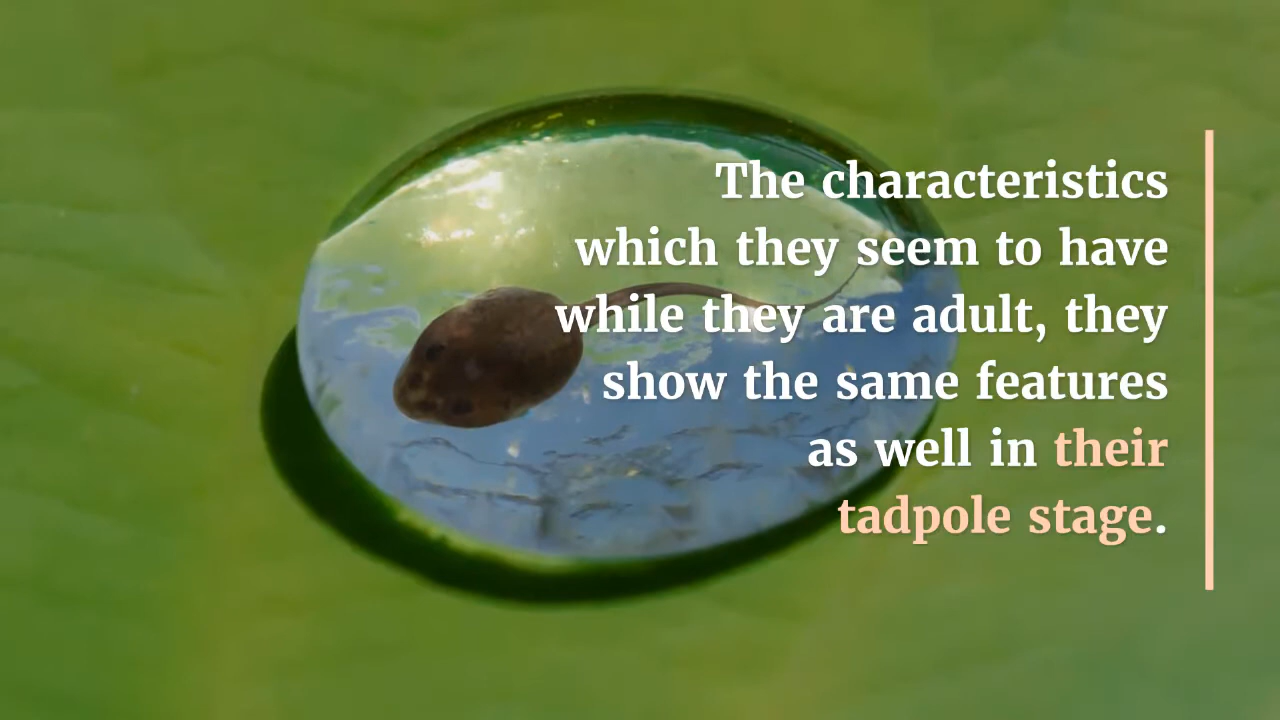 The characteristics
which they seem to have
while they are adult, they
show the same features
as well in their
tadpole stage.